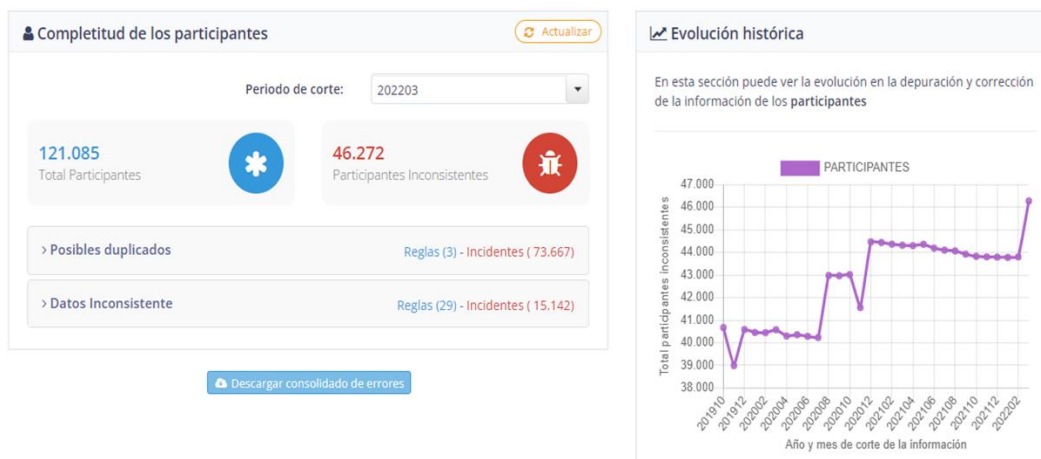 Completitud de los participantes
Actualizar
Periodo de corte: 202203
121.085
Total Participantes
46.272
Participantes Inconsistentes
> Posibles duplicados Reglas (3) - Incidentes ( 73.667)
> Datos Inconsistente Reglas (29) - Incidentes ( 15.142)
Descargar consolidado de errores
Evolución histórica
En esta sección puede ver la evolución en la depuración y corrección
de la información de los participantes
PARTICIPANTES
Total particdpantes inconsistentes
47.000
46.000
45.000
44.000
43.000
42.000
41.000
40.000
39.000
38.000
201910
201912
202002
202004
202006
202008
202010
202012
202102
202104
202106
202108
202110
202112
202202
Año y mes de corte de la información